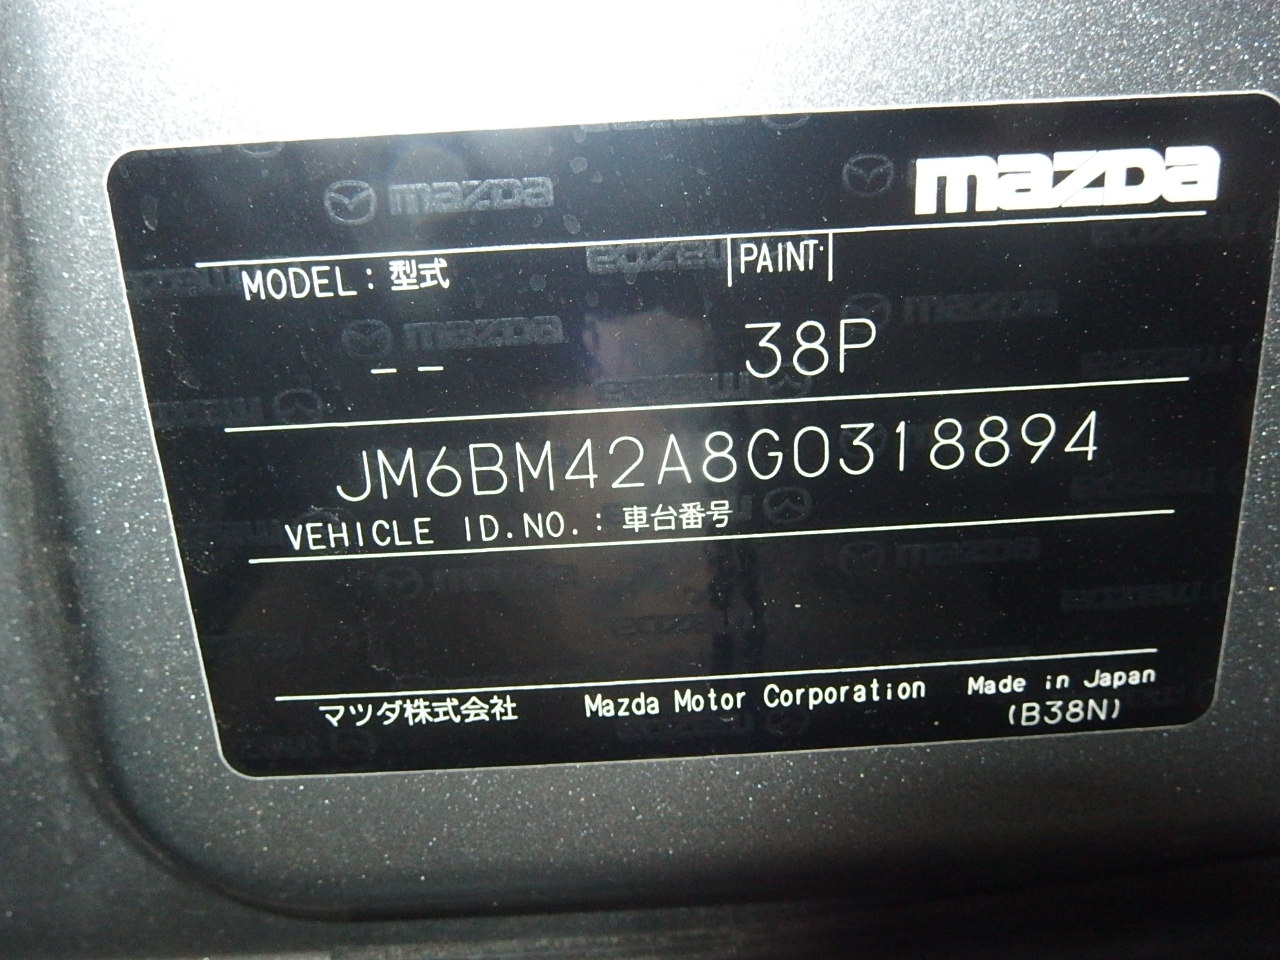 mazda
MODEL : 型式 PAINT
-- 38P
JM6BM42A8G0318894
VEHICLE ID.NO. : 車台番号
マツダ株式会社 Mazda Motor Corporation Made in Japan
(B38N)